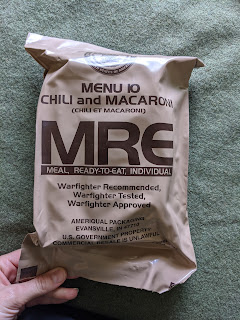 MENU 10
CHILI and MACARONI
(CHILI ET MACARONI)
MRE
MEAL, READY-TO-EAT, INDIVIDUAL
Warfighter Recommended,
Warfighter Tested,
Warfighter Approved
AMERIQUAL PACKAGING
EVANSVILLE, IN 47710
U.S. GOVERNMENT PROPERTY
COMMERCIAL RESALE IS UNLAWFUL